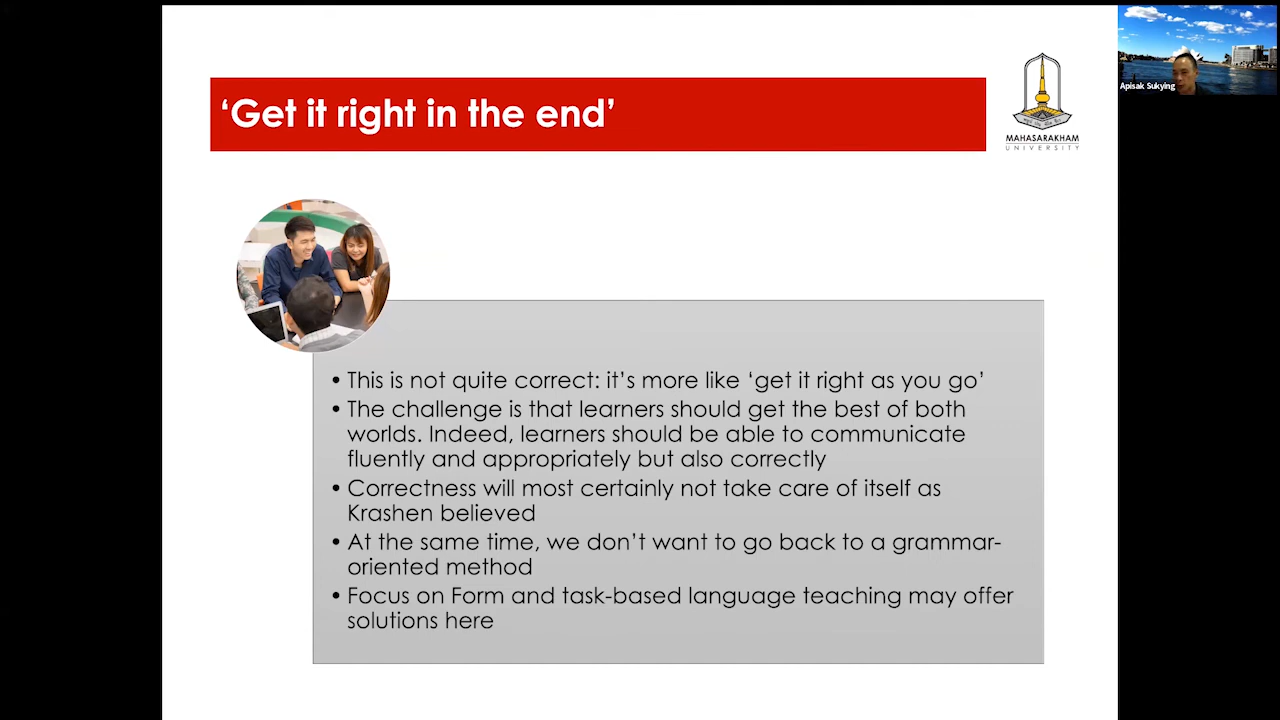 ‘Get it right in the end’
MAHASARAKHAM
UNIVERSITY
Apisak Sukying
• This is not quite correct: it’s more like ‘get it right as you go’
• The challenge is that learners should get the best of both
worlds. Indeed, learners should be able to communicate
fluently and appropriately but also correctly
• Correctness will most certainly not take care of itself as
Krashen believed
• At the same time, we don’t want to go back to a grammar-
oriented method
• Focus on Form and task-based language teaching may offer
solutions here